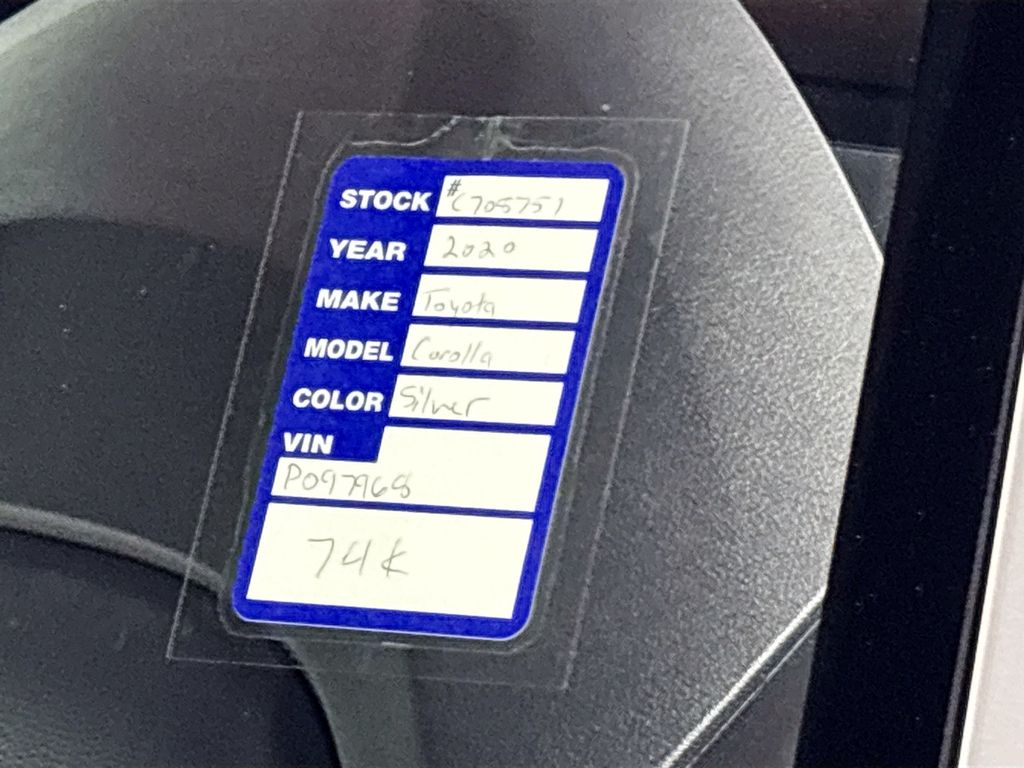 STOCK #C705751
YEAR 2020
MAKE Toyota
MODEL Corolla
COLOR Silver
VIN
P097968
74K